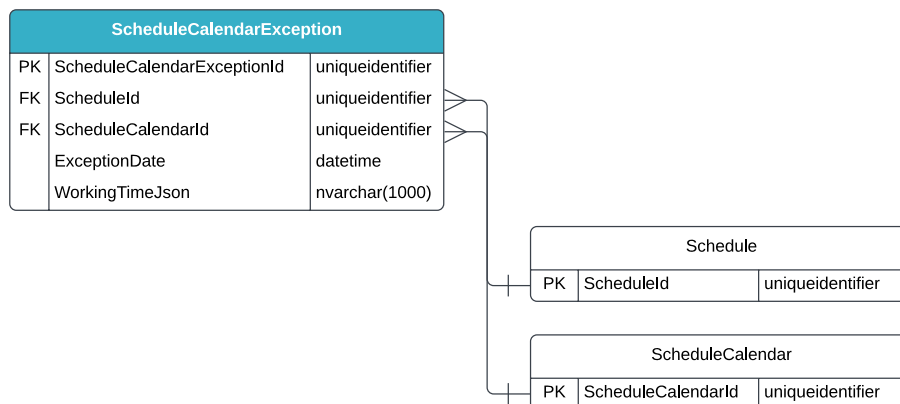 ScheduleCalendarException
PK ScheduleCalendarExceptionId uniqueidentifier
FK ScheduleId uniqueidentifier
FK ScheduleCalendarId uniqueidentifier
ExceptionDate datetime
WorkingTimeJson nvarchar(1000)
Schedule
PK ScheduleId uniqueidentifier
ScheduleCalendar
PK ScheduleCalendarId uniqueidentifier